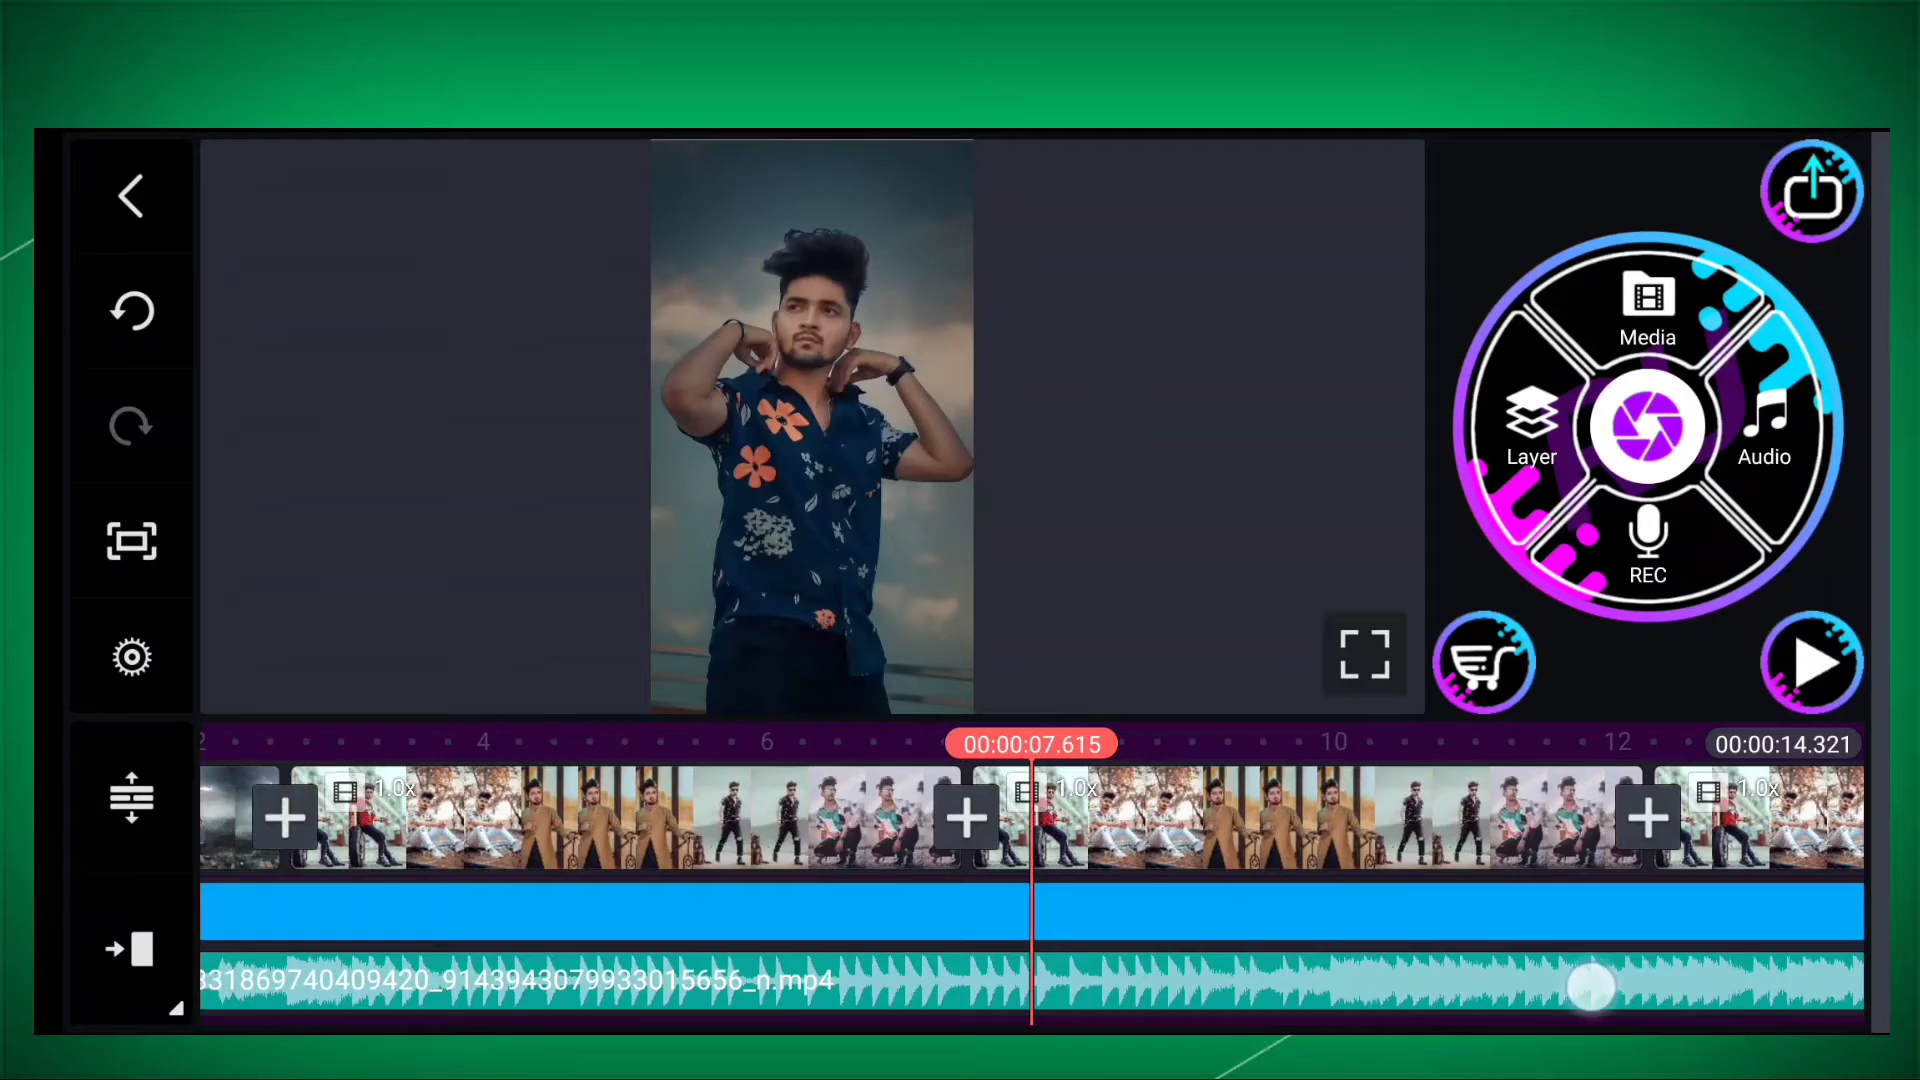 Media
Layer
Audio
REC
2
4
6
00:00:07.615
10
12
00:00:14.321
1.0x
1.0x
1.0x
331869740409420_9143943079933015656_n.mp4